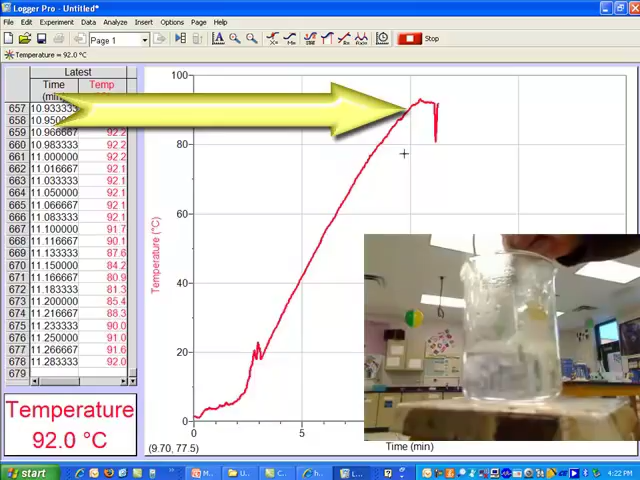 Logger Pro - Untitled*
File Edit Experiment Data Analyze Insert Options Page Help
Page 1
Stop
Temperature = 92.0 °C
Latest
Time Temp
(min)
657 10.933333
658 10.95000
659 10.966667 92.2
660 10.983333 92.2
661 11.000000 92.2
662 11.016667 92.1
663 11.033333 92.1
664 11.050000 92.1
665 11.066667 92.1
666 11.083333 92.1
667 11.100000 91.7
668 11.116667 90.1
669 11.133333 87.6
670 11.150000 84.2
671 11.166667 80.9
672 11.183333 81.3
673 11.200000 85.4
674 11.216667 88.3
675 11.233333 90.0
676 11.250000 91.0
677 11.266667 91.6
678 11.283333 92.0
679
Temperature
92.0 °C
100
80
60
40
20
0
Temperature (°C)
0
5
Time (min)
(9.70, 77.5)
start
M...
U...
C...
h...
L...
4:22 PM